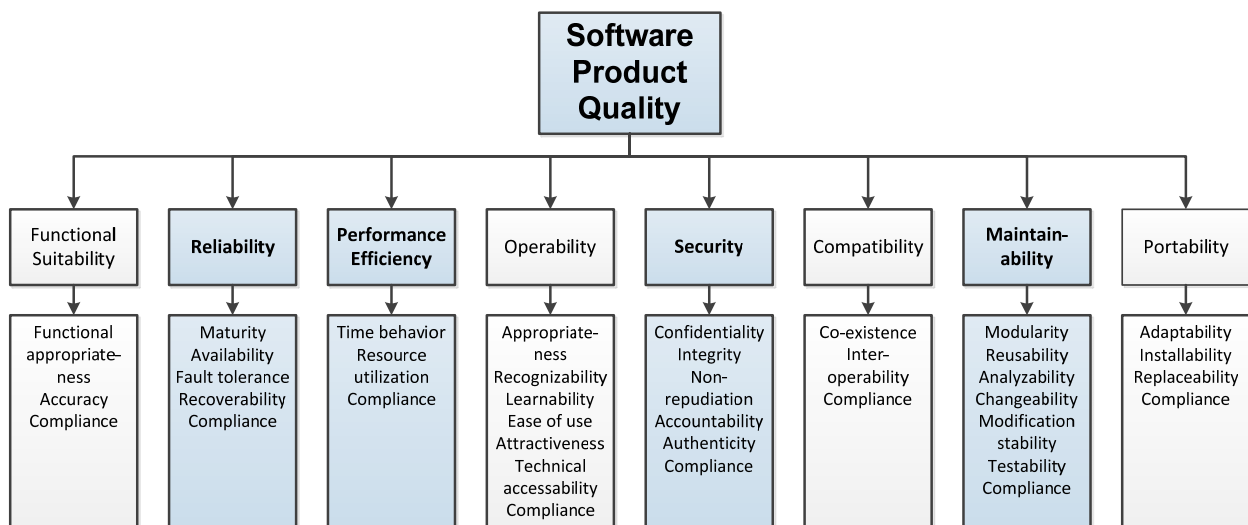 Software
Product
Quality
Functional
Suitability
Reliability
Performance
Efficiency
Operability
Security
Compatibility
Maintain-
ability
Portability
Functional
appropriate-
ness
Accuracy
Compliance
Maturity
Availability
Fault tolerance
Recoverability
Compliance
Time behavior
Resource
utilization
Compliance
Appropriate-
ness
Recognizability
Learnability
Ease of use
Attractiveness
Technical
accessability
Compliance
Confidentiality
Integrity
Non-
repudiation
Accountability
Authenticity
Compliance
Co-existence
Inter-
operability
Compliance
Modularity
Reusability
Analyzability
Changeability
Modification
stability
Testability
Compliance
Adaptability
Installability
Replaceability
Compliance